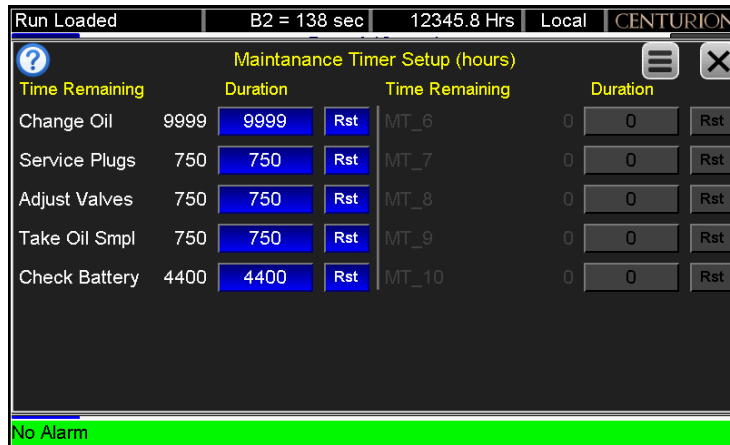 Run Loaded B2 = 138 sec 12345.8 Hrs Local CENTURION
? Maintanance Timer Setup (hours)
Time Remaining Duration Time Remaining Duration
Change Oil 9999 9999 Rst MT_6 0 0 Rst
Service Plugs 750 750 Rst MT_7 0 0 Rst
Adjust Valves 750 750 Rst MT_8 0 0 Rst
Take Oil Smpl 750 750 Rst MT_9 0 0 Rst
Check Battery 4400 4400 Rst MT_10 0 0 Rst
No Alarm